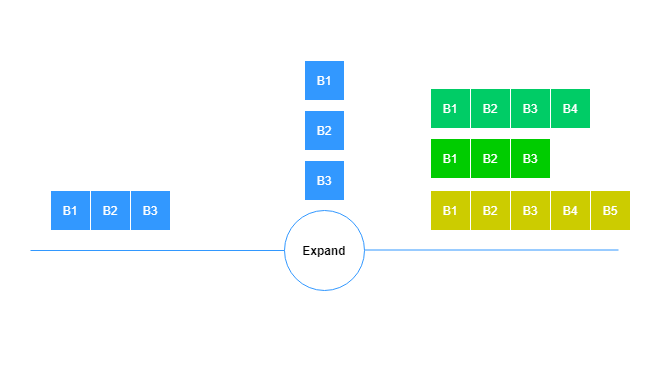 B1
B2
B3
B1 B2 B3 B4
B1 B2 B3
B1 B2 B3
B1 B2 B3 B4 B5
Expand